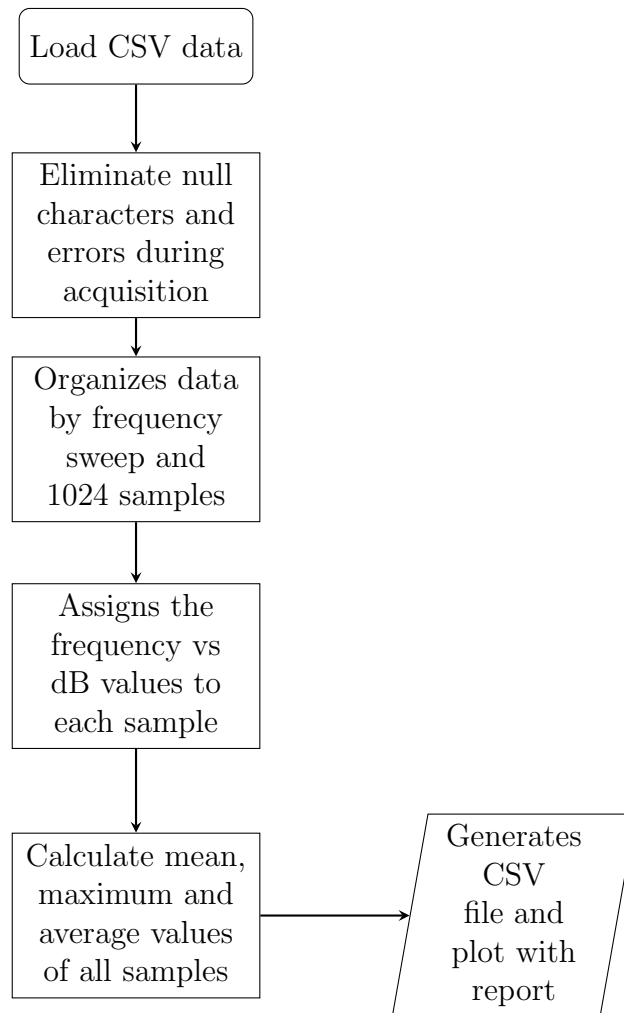 Load CSV data
Eliminate null
characters and
errors during
acquisition
Organizes data
by frequency
sweep and
1024 samples
Assigns the
frequency vs
dB values to
each sample
Calculate mean,
maximum and
average values
of all samples
Generates
CSV
file and
plot with
report